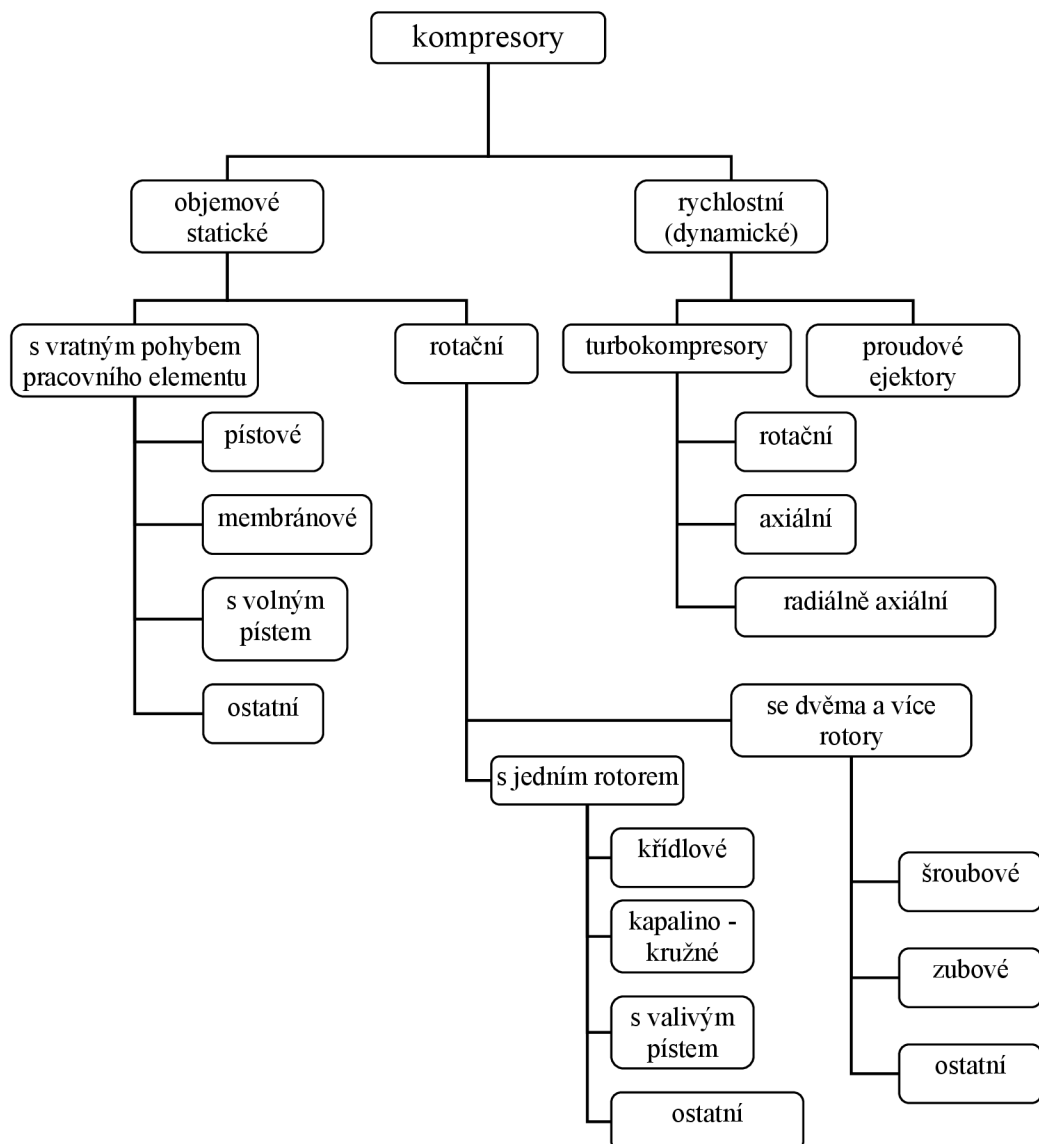 kompresory
objemové
statické
rychlostní
(dynamické)
s vratným pohybem
pracovního elementu
rotační
turbokompresory
proudové
ejektory
pístové
membránové
s volným
pístem
ostatní
rotační
axiální
radiálně axiální
se dvěma a více
rotory
s jedním rotorem
křídlové
kapalino -
kružné
s valivým
pístem
ostatní
šroubové
zubové
ostatní